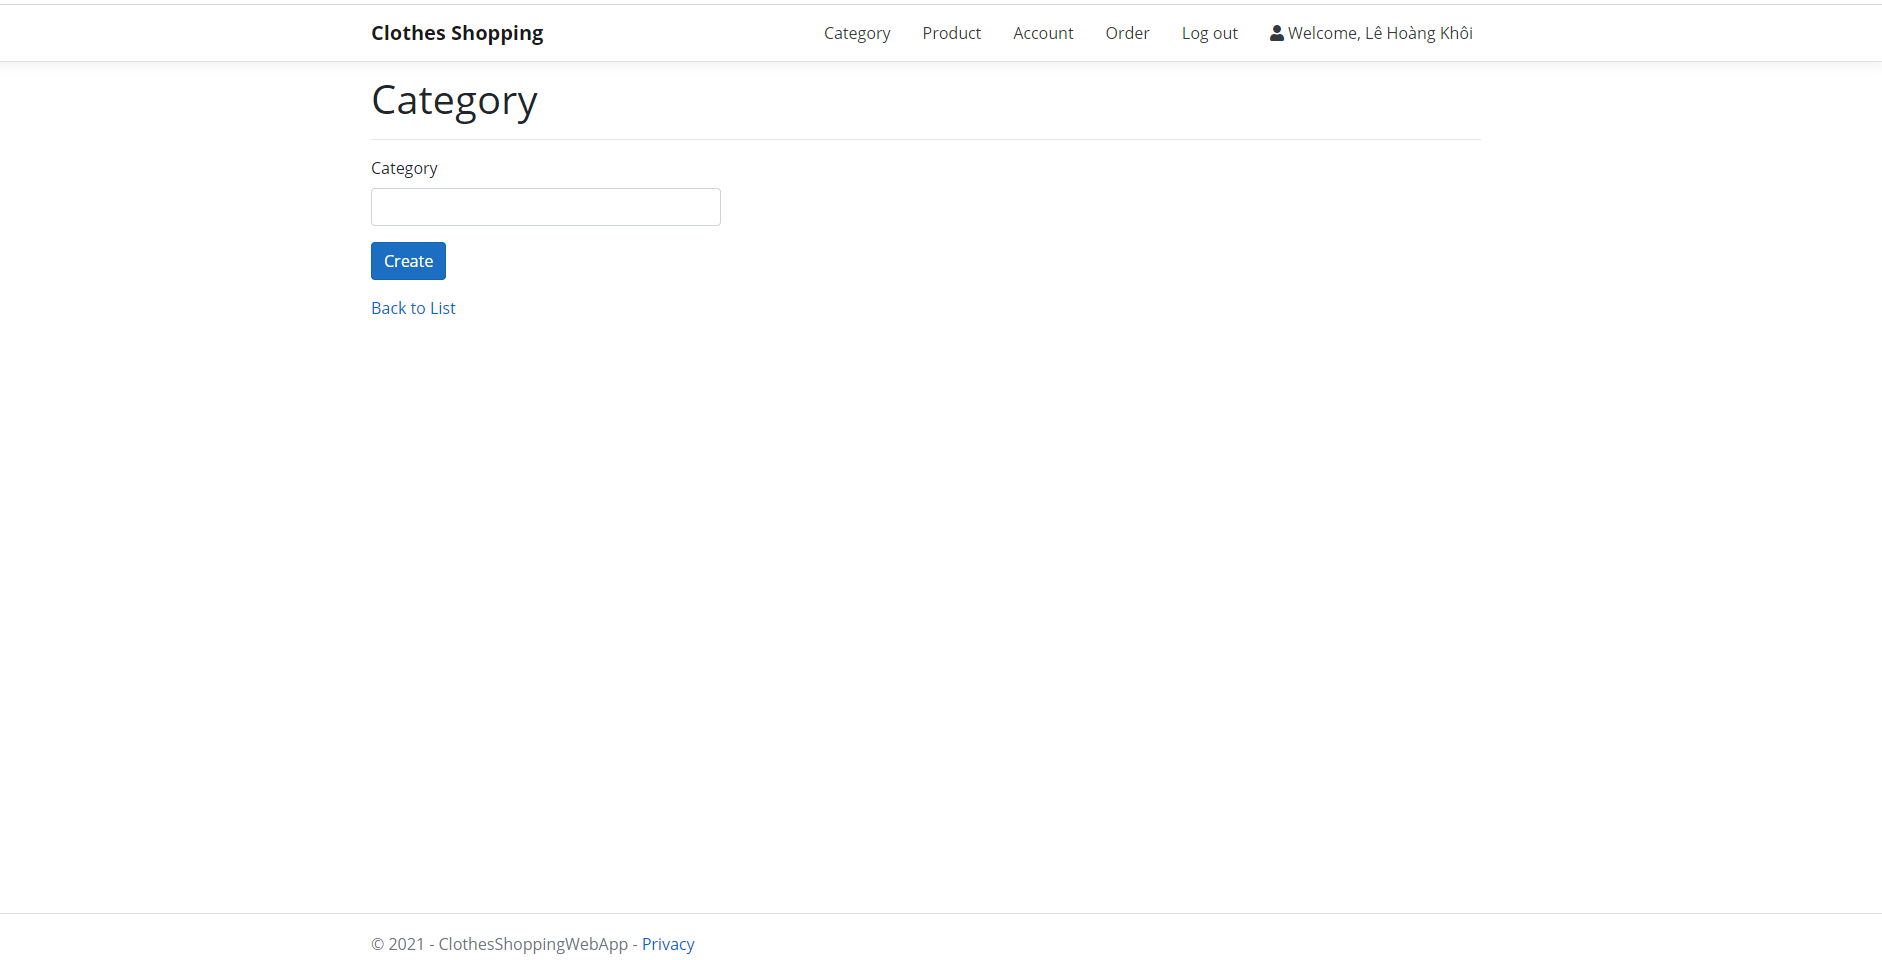 Clothes Shopping Category Product Account Order Log out Welcome, Lê Hoàng Khôi
Category
Category
Create
Back to List
© 2021 - ClothesShoppingWebApp - Privacy